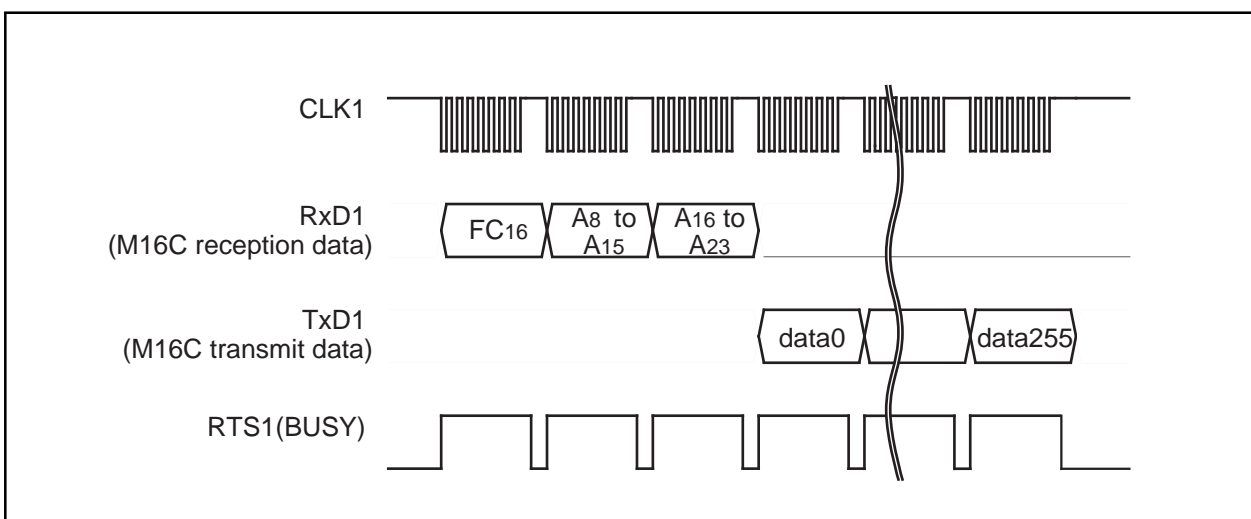 CLK1
RxD1
(M16C reception data)
FC16
A8 to
A15
A16 to
A23
TxD1
(M16C transmit data)
data0
data255
RTS1(BUSY)